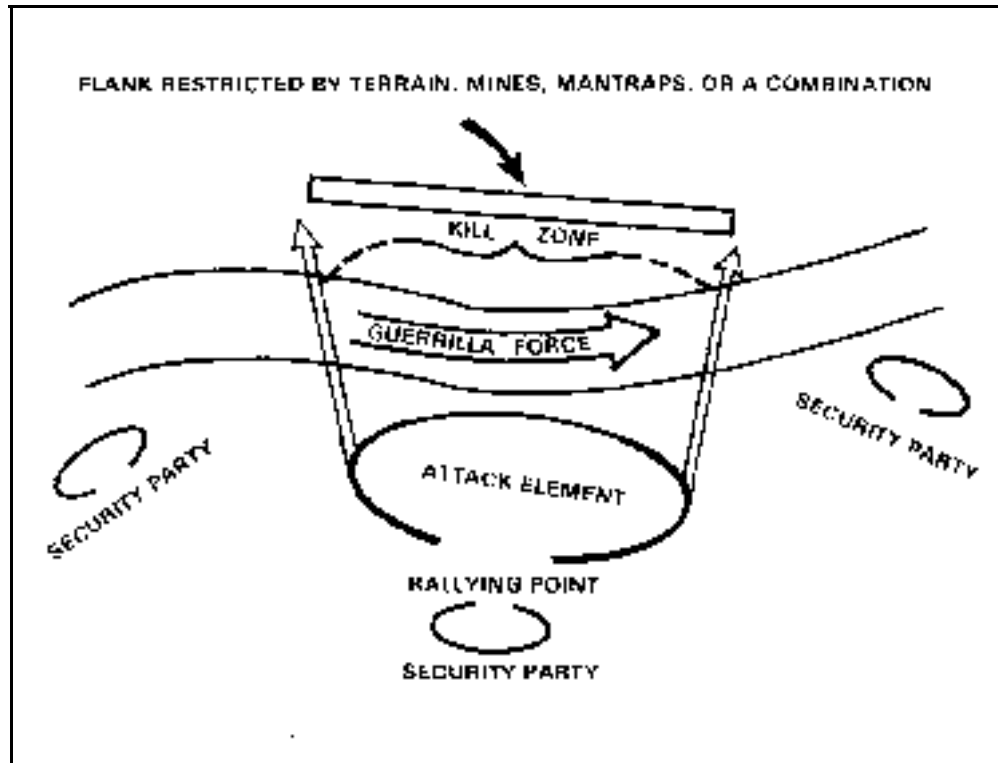 FLANK RESTRICTED BY TERRAIN. MINES, MANTRAPS. OR A COMBINATION
KILL ZONE
GUERRILLA FORCE
SECURITY PARTY
ATTACK ELEMENT
SECURITY PARTY
RALLYING POINT
SECURITY PARTY